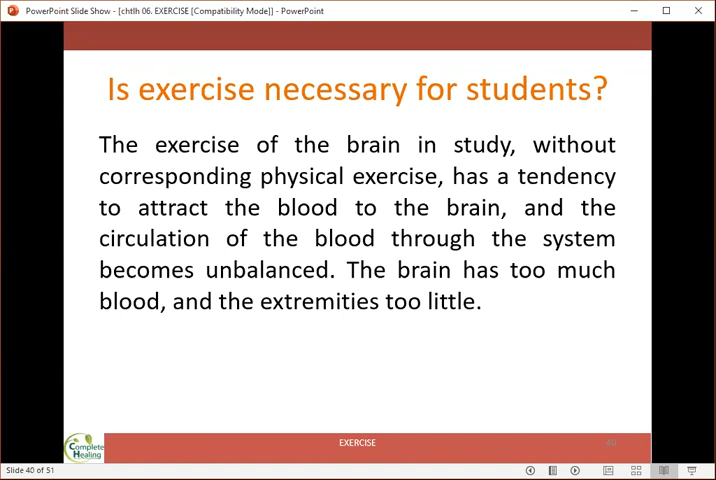 PowerPoint Slide Show - [chtlh 06. EXERCISE [Compatibility Mode]] - PowerPoint
Is exercise necessary for students?
The exercise of the brain in study, without
corresponding physical exercise, has a tendency
to attract the blood to the brain, and the
circulation of the blood through the system
becomes unbalanced. The brain has too much
blood, and the extremities too little.
Complete
Healing
EXERCISE
40
Slide 40 of 51